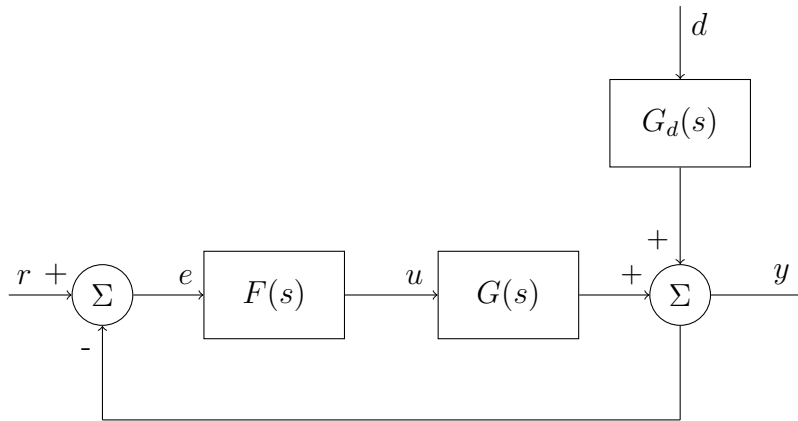 d
G_d(s)
+
r + Σ e F(s) u G(s) + Σ y
-